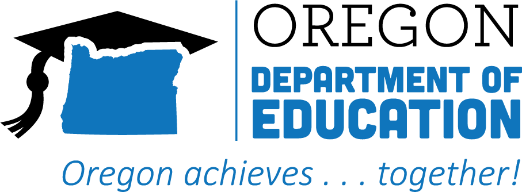 OREGON
DEPARTMENT OF
EDUCATION
Oregon achieves . . . together!